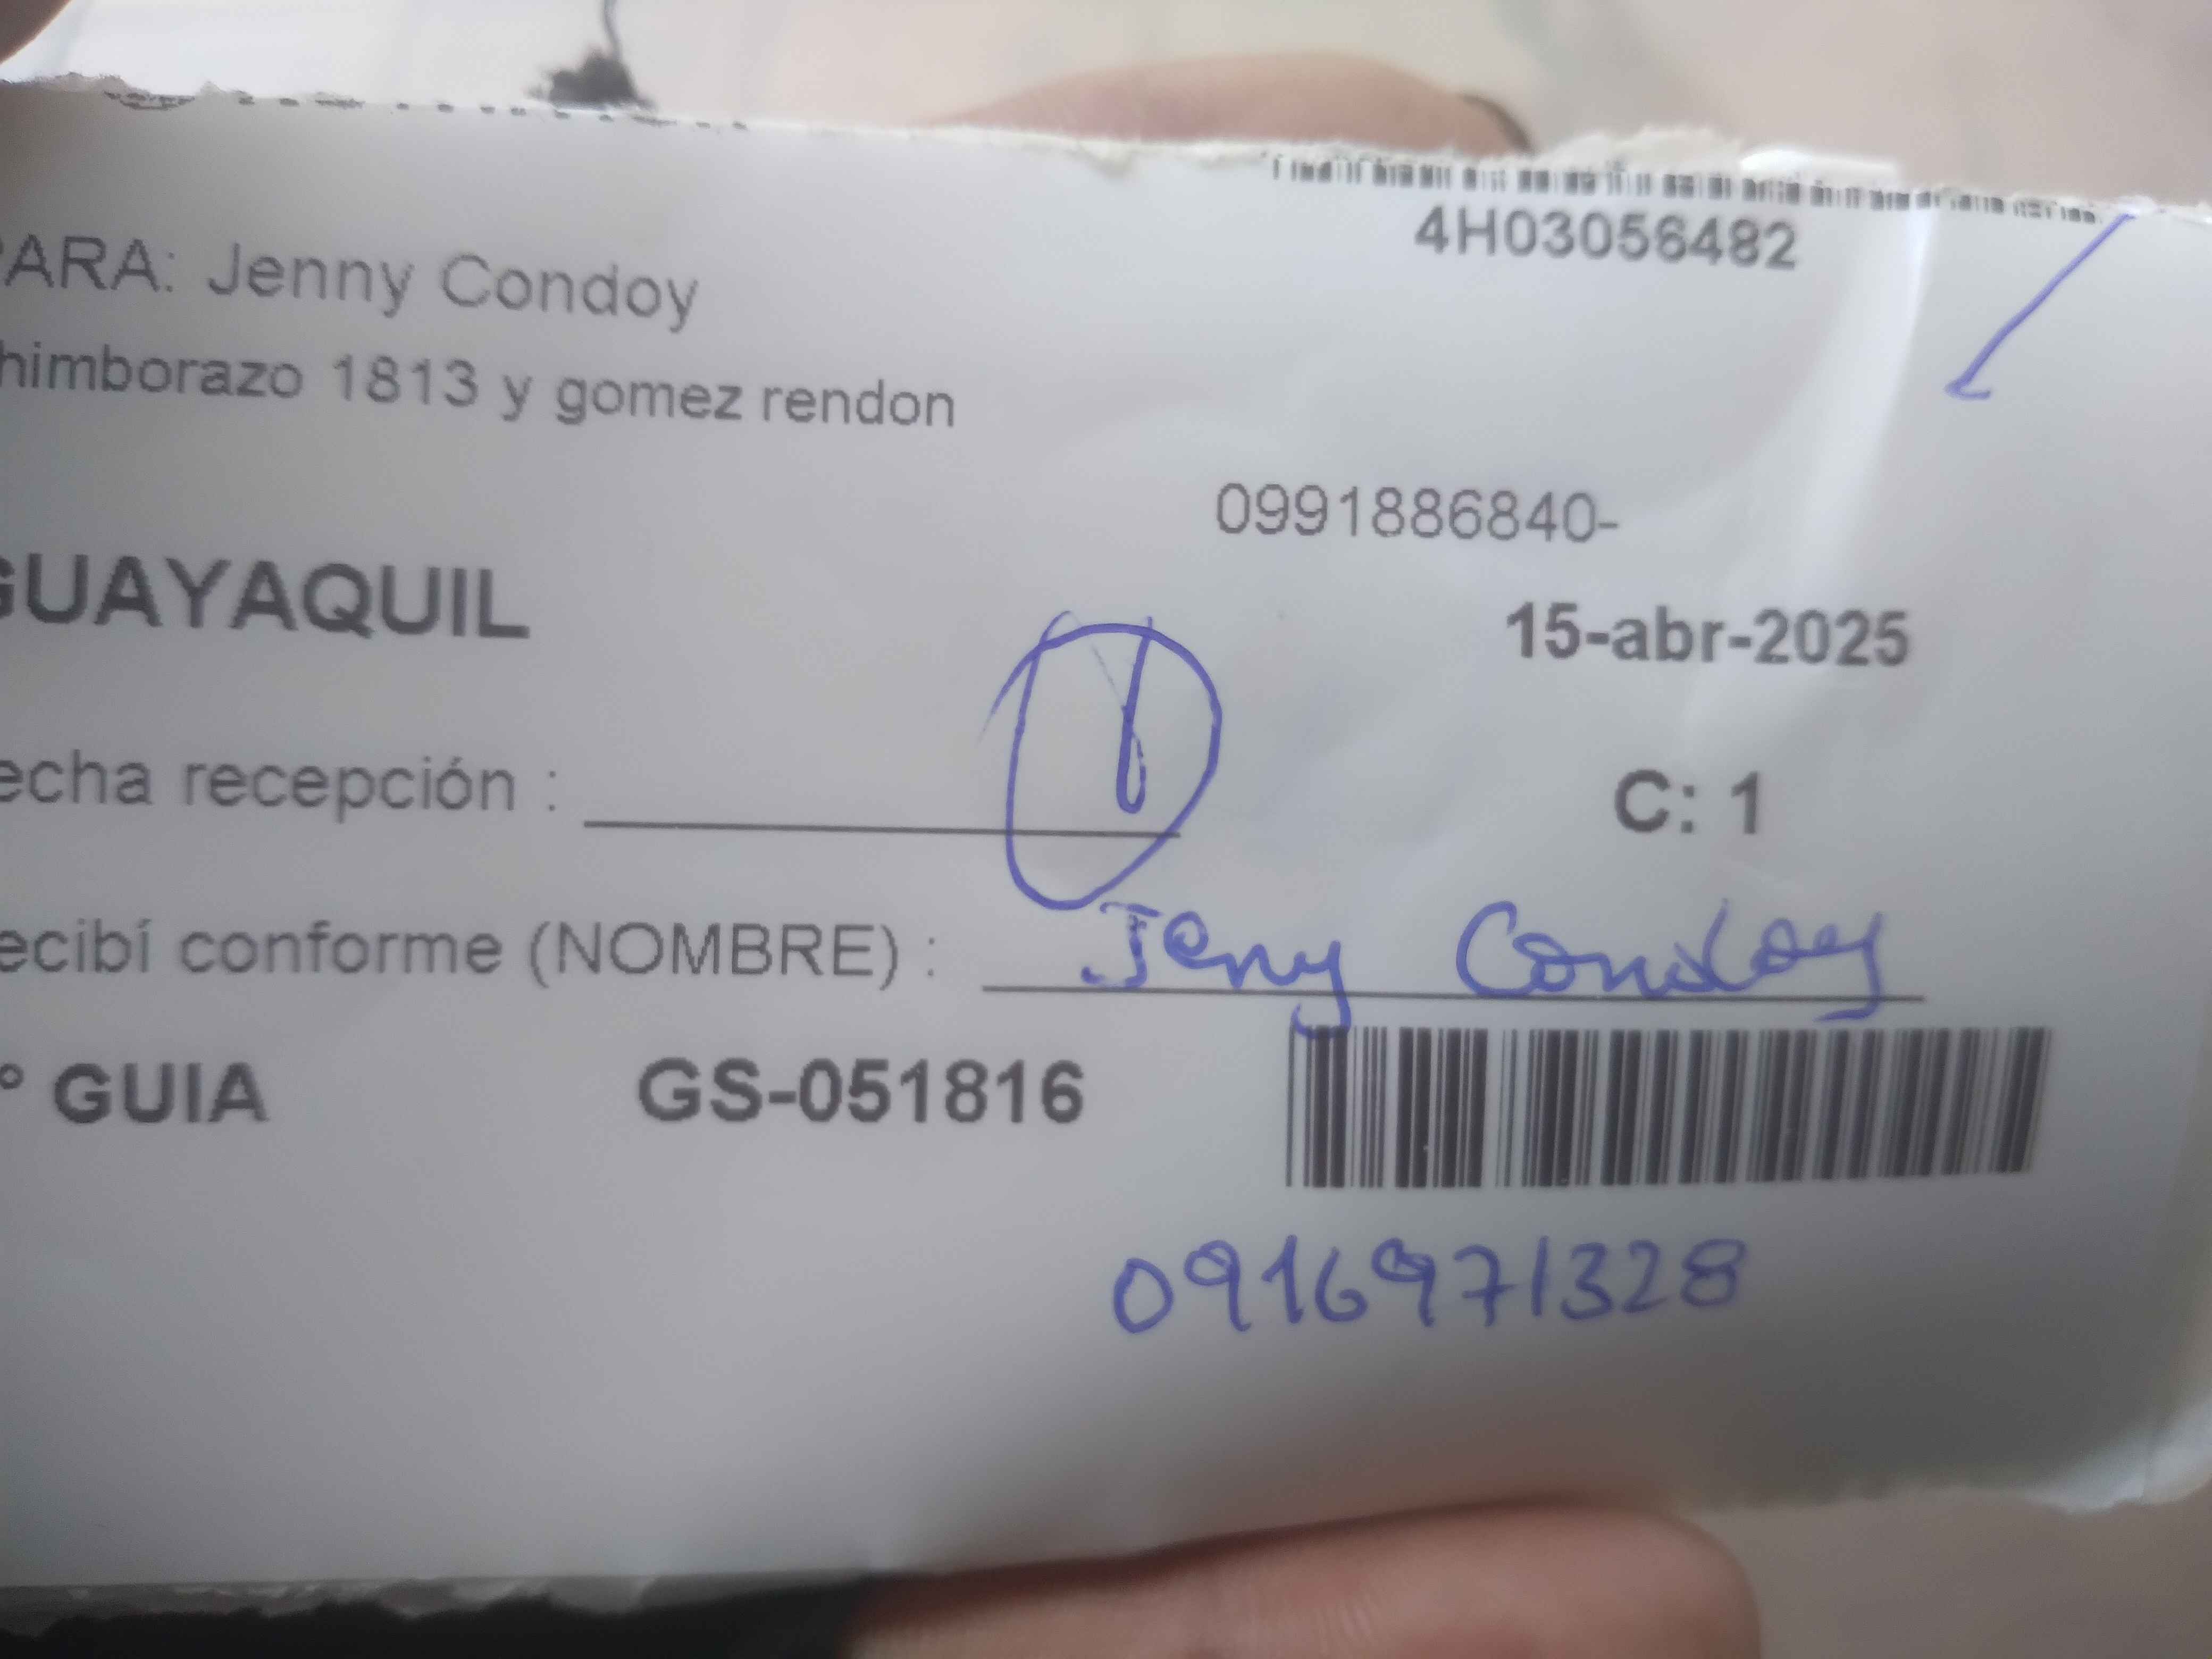 4H03056482
ARA: Jenny Condoy
himborazo 1813 y gomez rendon
0991886840-
GUAYAQUIL
15-abr-2025
echa recepción :
C: 1
ecibí conforme (NOMBRE) : Jeny Condoy
° GUIA GS-051816
0916971328